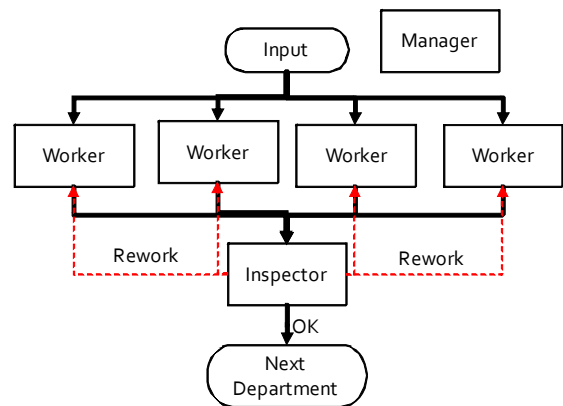 Input
Manager
Worker
Worker
Worker
Worker
Rework
Rework
Inspector
OK
Next
Department